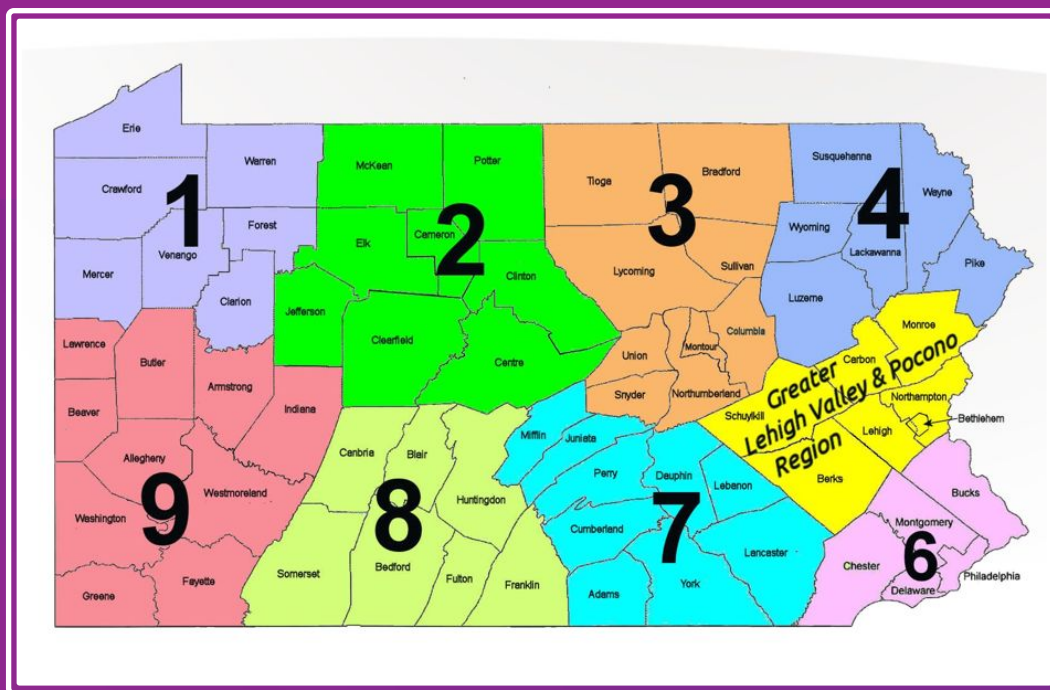 Erie
Crawford
Warren
Forest
Venango
Mercer
Clarion
1
McKean
Potter
Elk
Cameron
Clinton
Jefferson
Clearfield
Centre
2
Tioga
Bradford
Lycoming
Sullivan
Columbia
Union
Montour
Snyder
Northumberland
3
Susquehanna
Wayne
Wyoming
Lackawanna
Luzerne
Pike
4
Monroe
Carbon
Northampton
Schuylkill
Lehigh
Bethlehem
Berks
Greater
Lehigh Valley & Pocono
Region
Lawrence
Butler
Armstrong
Indiana
Beaver
Allegheny
Westmoreland
Washington
Greene
Fayette
9
Cambria
Blair
Huntingdon
Somerset
Bedford
Fulton
Franklin
8
Mifflin
Juniata
Perry
Dauphin
Lebanon
Cumberland
Lancaster
Adams
York
7
Bucks
Montgomery
Chester
Philadelphia
Delaware
6